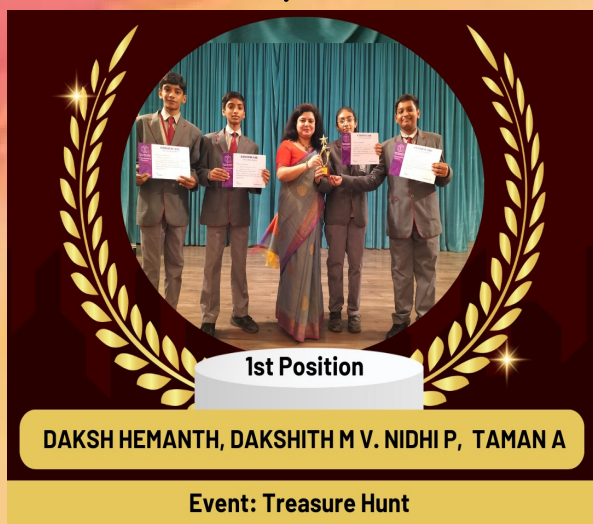 1st Position
DAKSH HEMANTH, DAKSHITH M V. NIDHI P, TAMAN A
Event: Treasure Hunt